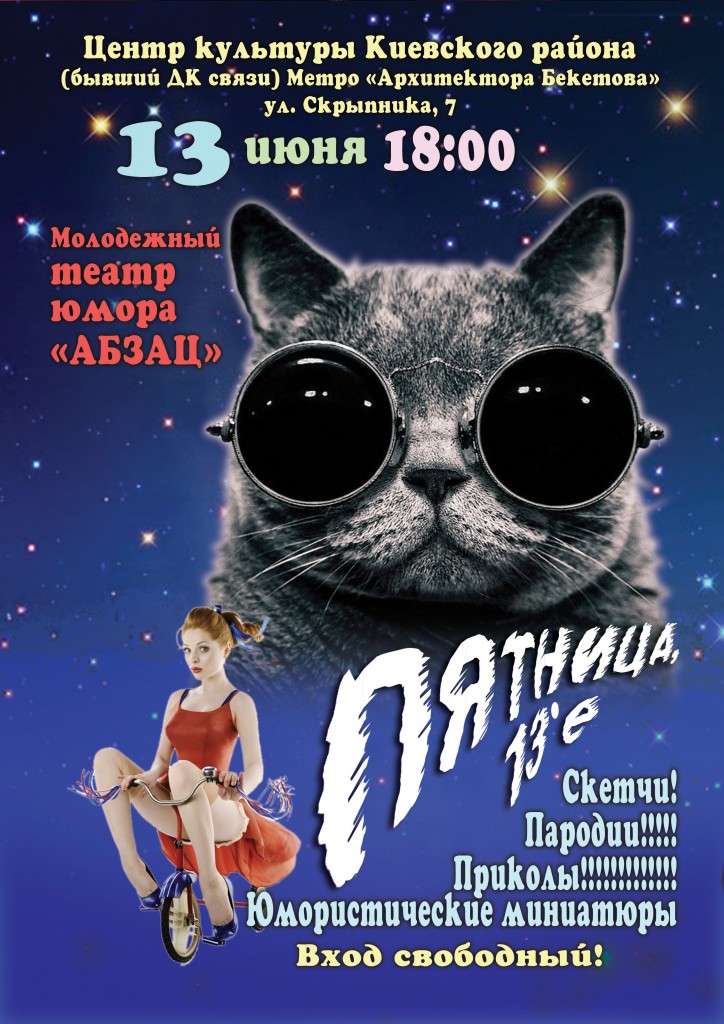 Центр культуры Киевского района
(бывший ДК связи) Метро «Архитектора Бекетова»
ул. Скрыпника, 7
13 июня 18:00
Молодежный
театр
юмора
«АБЗАЦ»
Пятница,
13'е
Скетчи!
Пародии!!!!!
Приколы!!!!!!!!!!!!!
Юмористические миниатюры
Вход свободный!